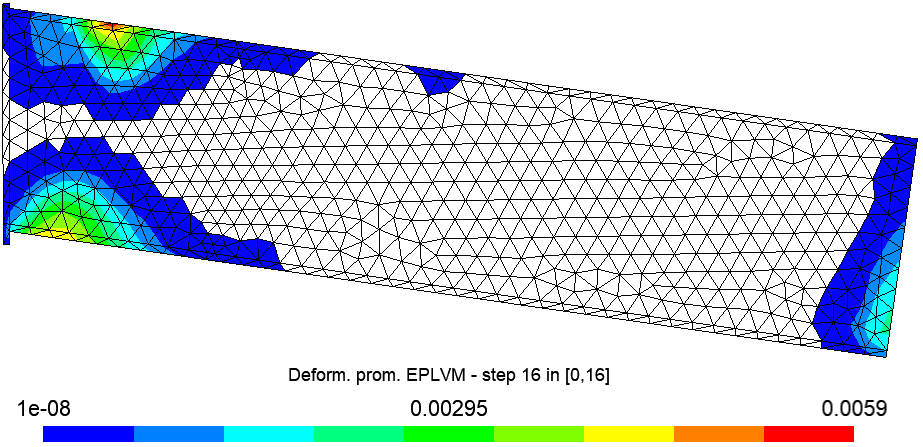 Deform. prom. EPLVM - step 16 in [0,16]
1e-08 0.00295 0.0059